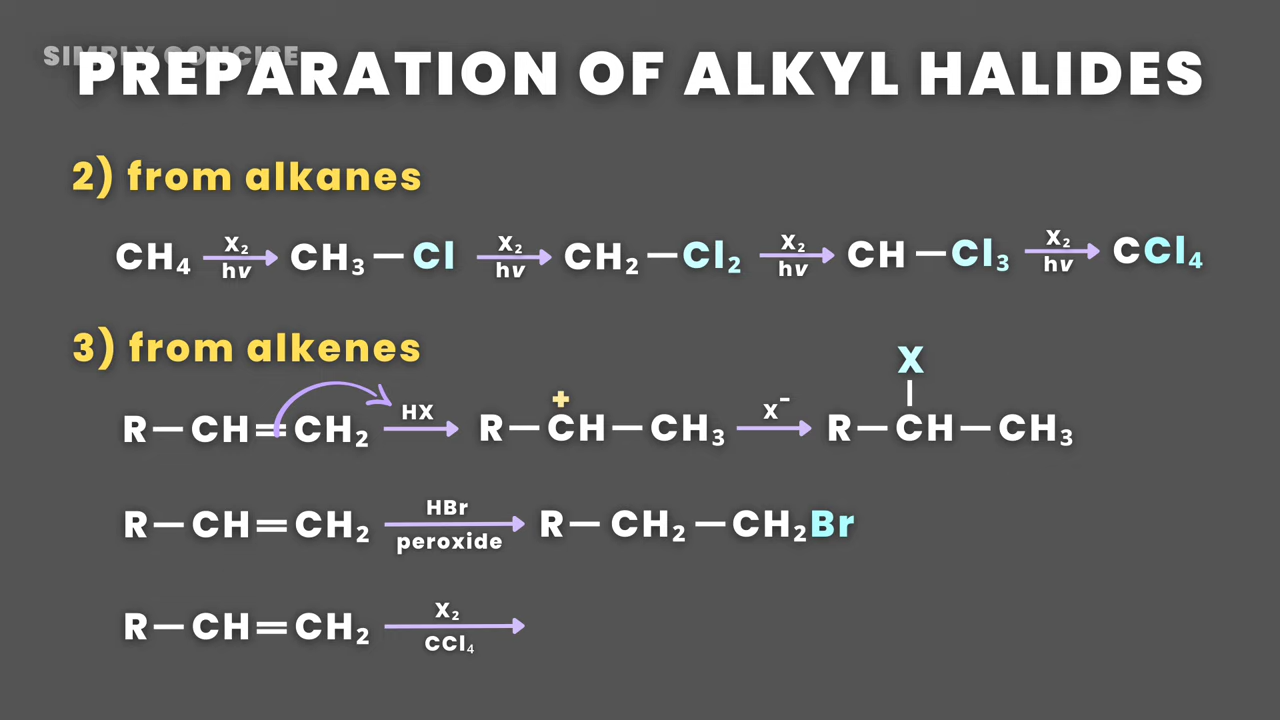 SIMPLY CONCISE
PREPARATION OF ALKYL HALIDES
2) from alkanes
CH₄ X₂ hv CH₃ — Cl X₂ hv CH₂ — Cl₂ X₂ hv CH — Cl₃ X₂ hv CCl₄
3) from alkenes
X
R — CH = CH₂ HX R — CH — CH₃ + X⁻ R — CH — CH₃
R — CH = CH₂ HBr peroxide R — CH₂ — CH₂Br
R — CH = CH₂ X₂ CCl₄